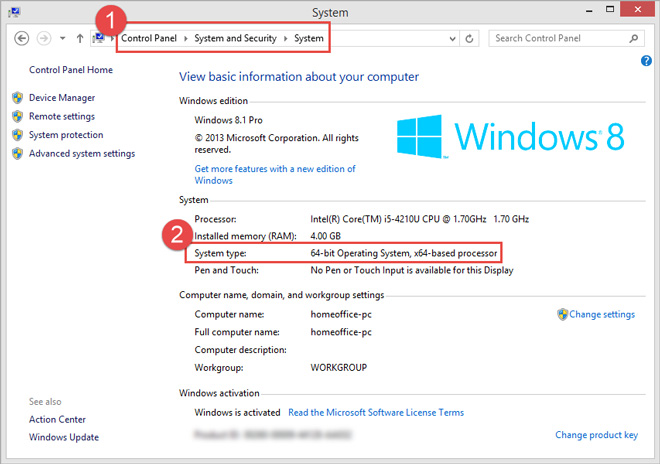 System
1
Control Panel System and Security System
Search Control Panel
Control Panel Home
Device Manager
Remote settings
System protection
Advanced system settings
View basic information about your computer
Windows edition
Windows 8.1 Pro
© 2013 Microsoft Corporation. All rights
reserved.
Get more features with a new edition of
Windows
Windows 8
System
Processor: Intel(R) Core(TM) i5-4210U CPU @ 1.70GHz 1.70 GHz
2
Installed memory (RAM): 4.00 GB
System type: 64-bit Operating System, x64-based processor
Pen and Touch: No Pen or Touch Input is available for this Display
Computer name, domain, and workgroup settings
Computer name: homeoffice-pc
Change settings
Full computer name: homeoffice-pc
Computer description:
Workgroup: WORKGROUP
Windows activation
Windows is activated Read the Microsoft Software License Terms
Change product key
See also
Action Center
Windows Update